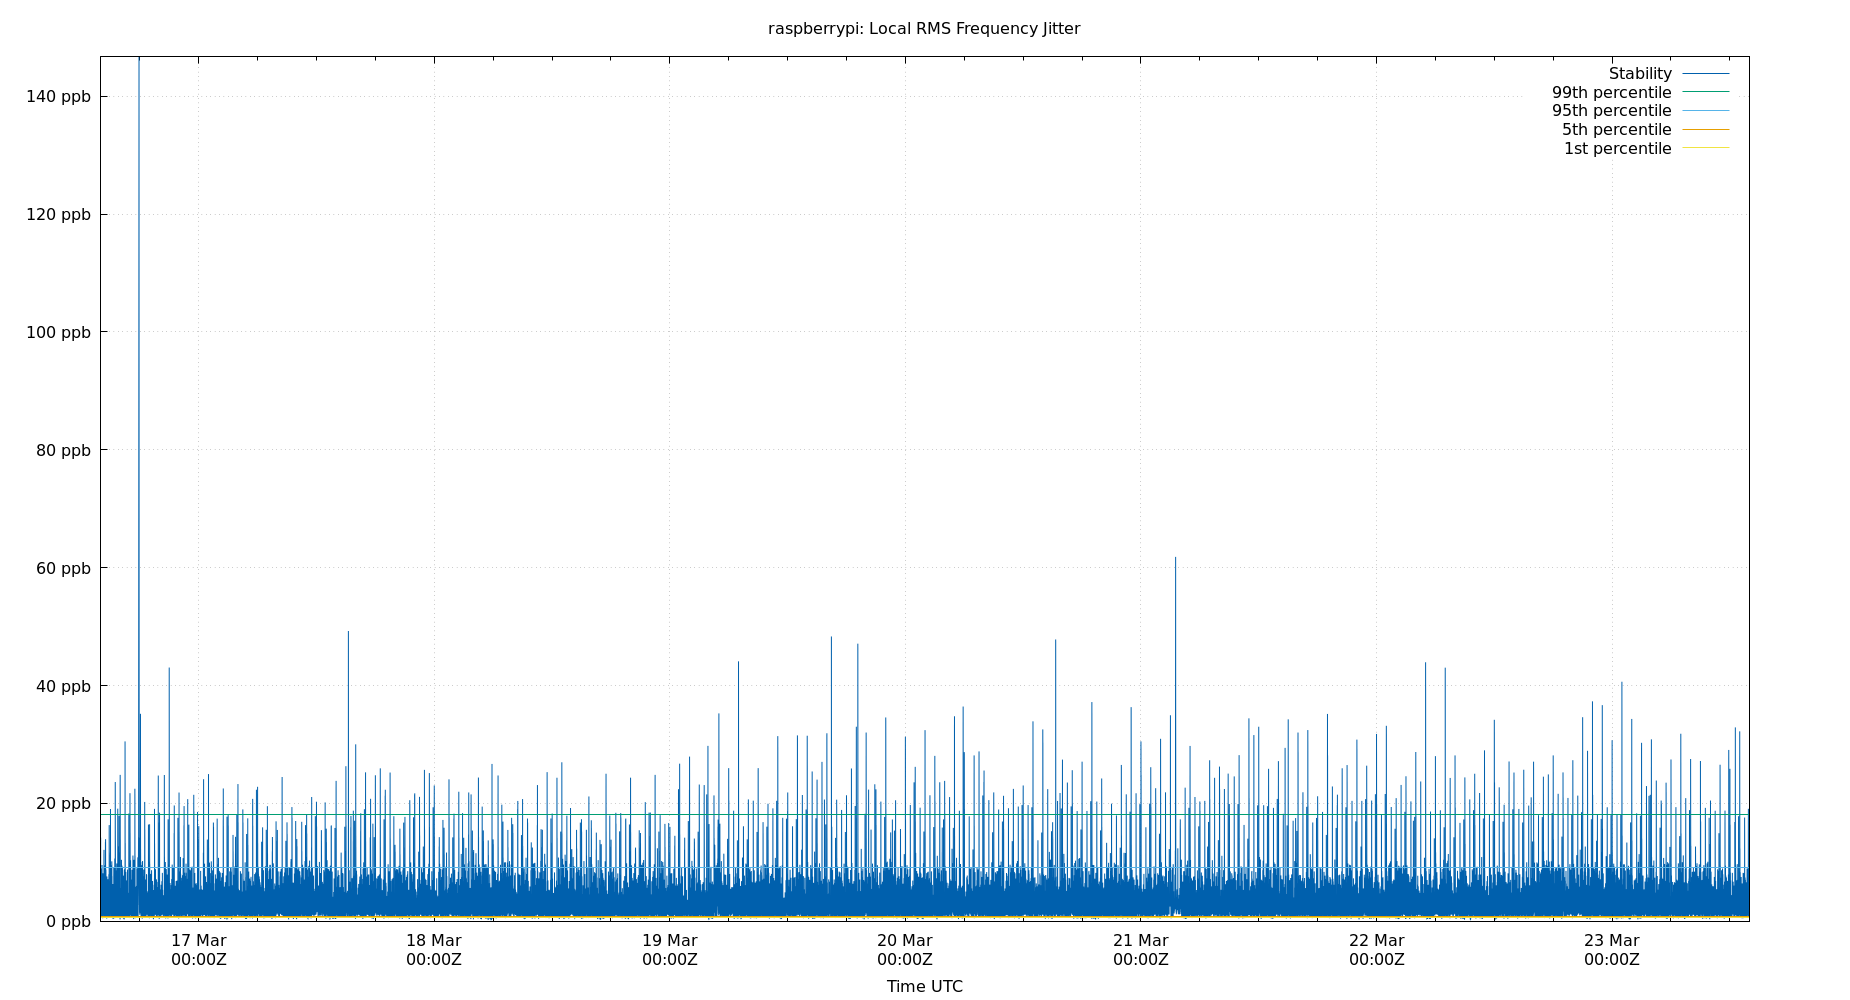 raspberrypi: Local RMS Frequency Jitter
Stability
99th percentile
95th percentile
5th percentile
1st percentile
140 ppb
120 ppb
100 ppb
80 ppb
60 ppb
40 ppb
20 ppb
0 ppb
17 Mar 18 Mar 19 Mar 20 Mar 21 Mar 22 Mar 23 Mar
00:00Z 00:00Z 00:00Z 00:00Z 00:00Z 00:00Z 00:00Z
Time UTC